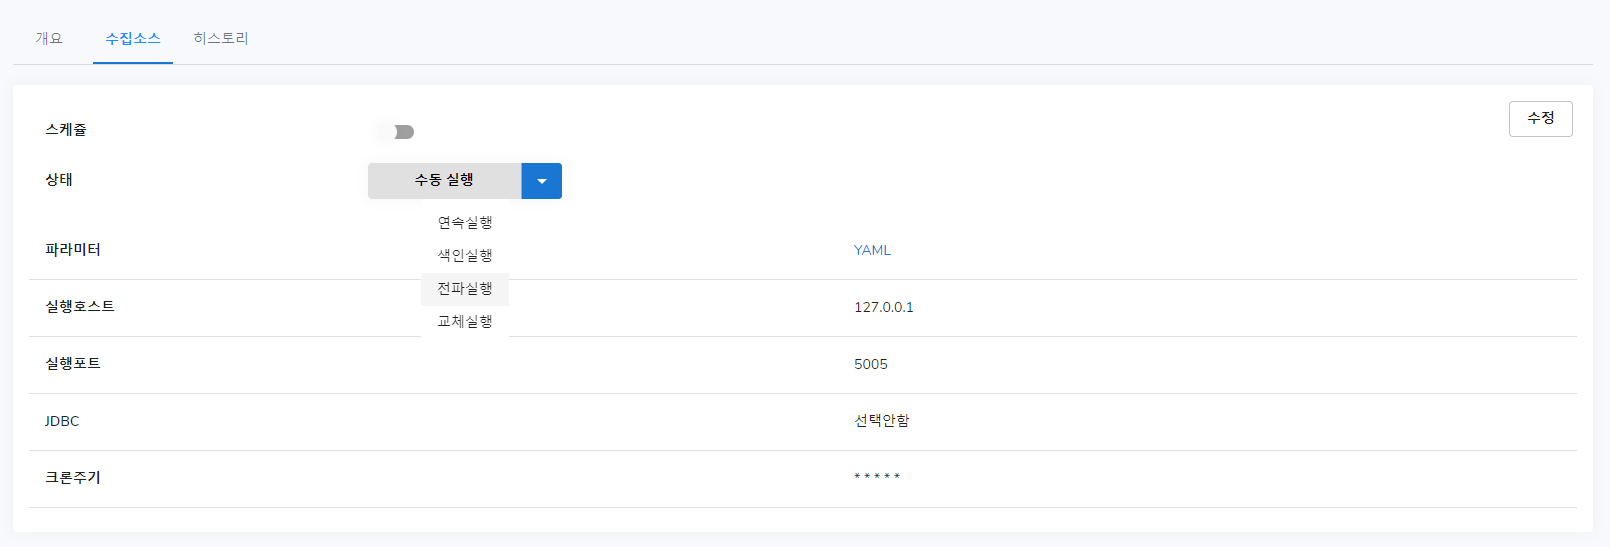 개요 수집소스 히스토리
수정
스케쥴
상태 수동 실행
연속실행
색인실행
전파실행
교체실행
파라미터 YAML
실행호스트 127.0.0.1
실행포트 5005
JDBC 선택안함
크론주기 * * * * *